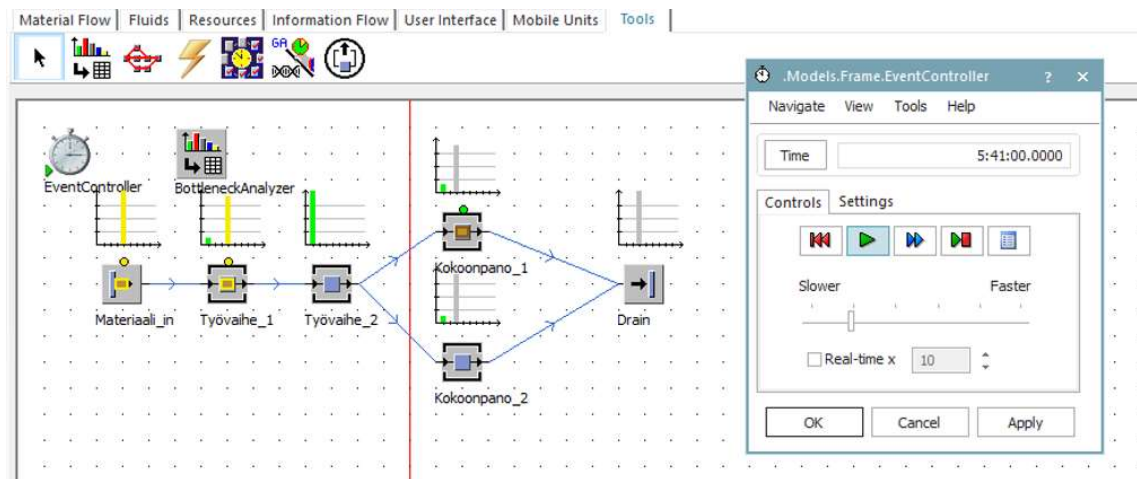 Material Flow Fluids Resources Information Flow User Interface Mobile Units Tools
GA
.Models.Frame.EventController ? ×
Navigate View Tools Help
Time 5:41:00.0000
Controls Settings
Slower Faster
Real-time x 10
OK Cancel Apply
EventController BottleneckAnalyzer
Kokoonpano_1
Materiaali_in Työvaihe_1 Työvaihe_2 Drain
Kokoonpano_2